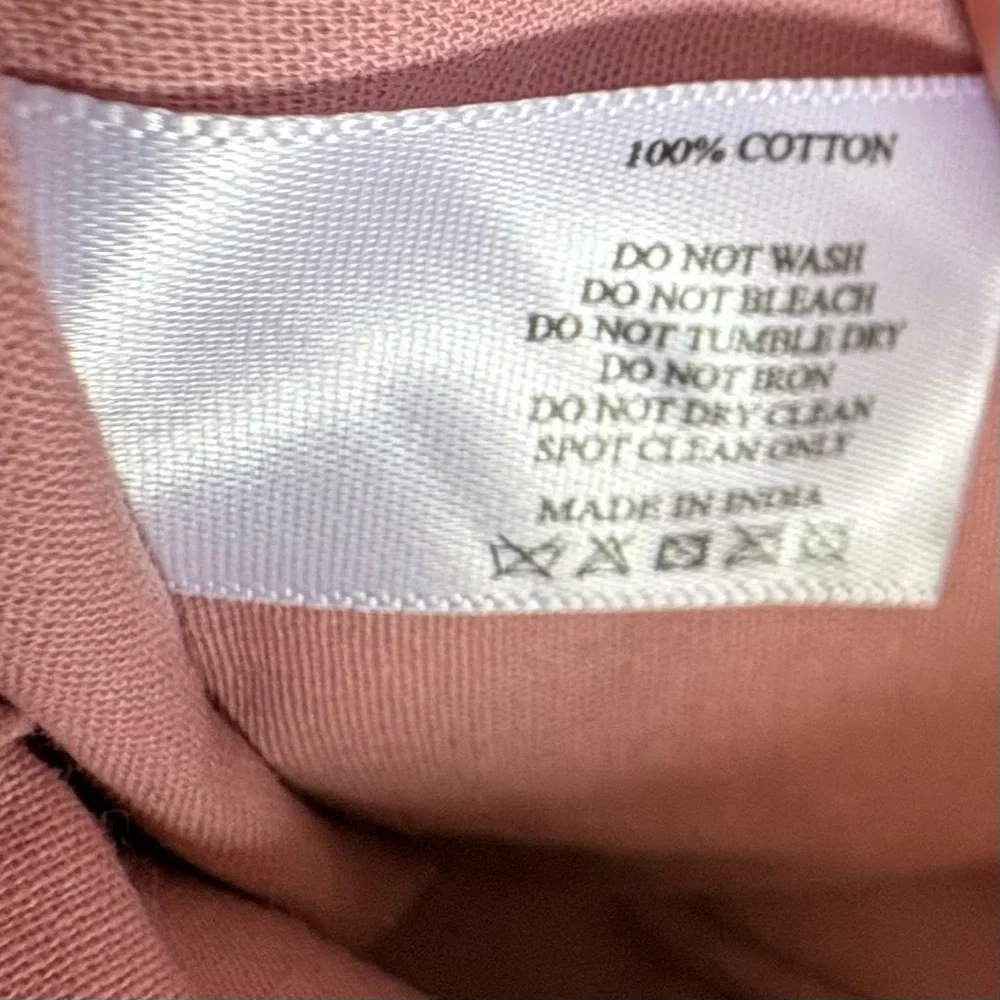 100% COTTON
DO NOT WASH
DO NOT BLEACH
DO NOT TUMBLE DRY
DO NOT IRON
DO NOT DRY CLEAN
SPOT CLEAN ONLY
MADE IN INDIA